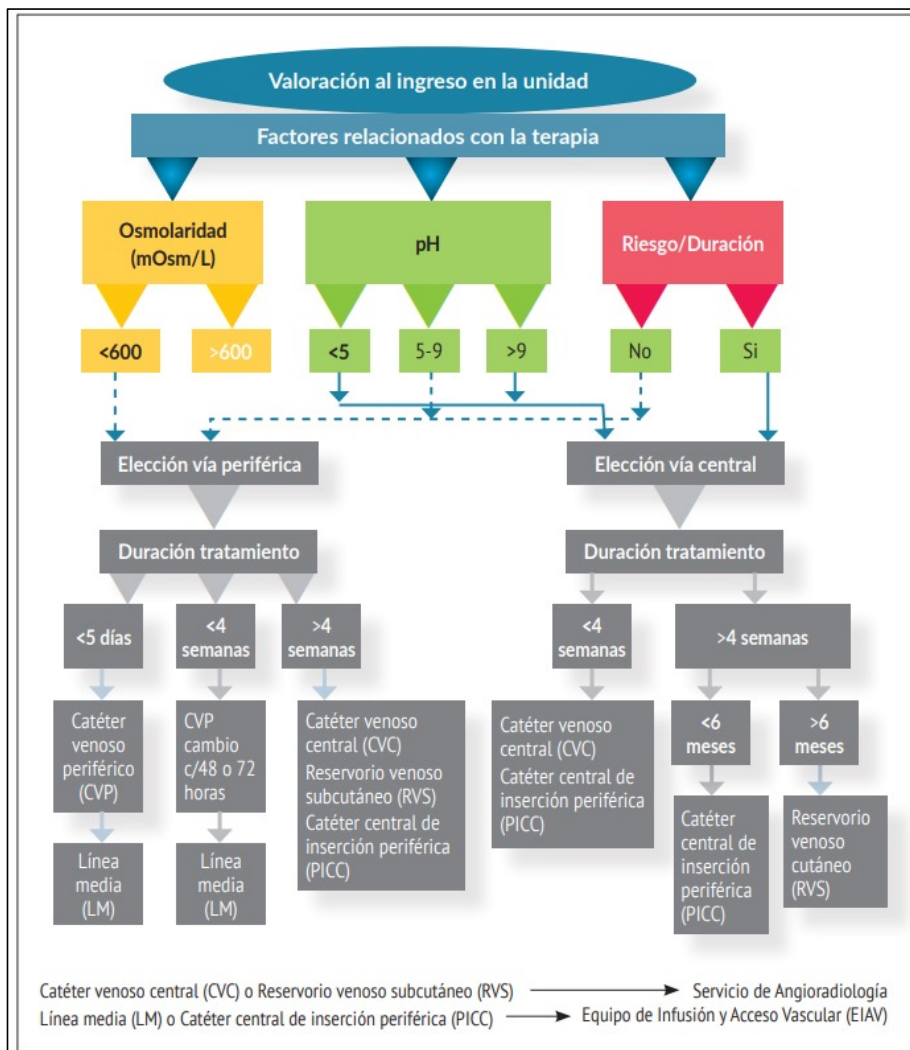 Valoración al ingreso en la unidad
Factores relacionados con la terapia
Osmolaridad
(mOsm/L)
pH
Riesgo/Duración
<600
>600
<5
5-9
>9
No
Si
Elección vía periférica
Elección vía central
Duración tratamiento
Duración tratamiento
<5 días
<4
semanas
>4
semanas
<4
semanas
>4 semanas
Catéter
venoso
periférico
(CVP)
CVP
cambio
c/48 o 72
horas
Catéter venoso
central (CVC)
Reservorio venoso
subcutáneo (RVS)
Catéter central de
inserción periférica
(PICC)
Catéter venoso
central (CVC)
Catéter central de
inserción periférica
(PICC)
<6
meses
>6
meses
Línea
media
(LM)
Línea
media
(LM)
Catéter
central de
inserción
periférica
(PICC)
Reservorio
venoso
cutáneo
(RVS)
Catéter venoso central (CVC) o Reservorio venoso subcutáneo (RVS) Servicio de Angioradiología
Línea media (LM) o Catéter central de inserción periférica (PICC) Equipo de Infusión y Acceso Vascular (EIAV)